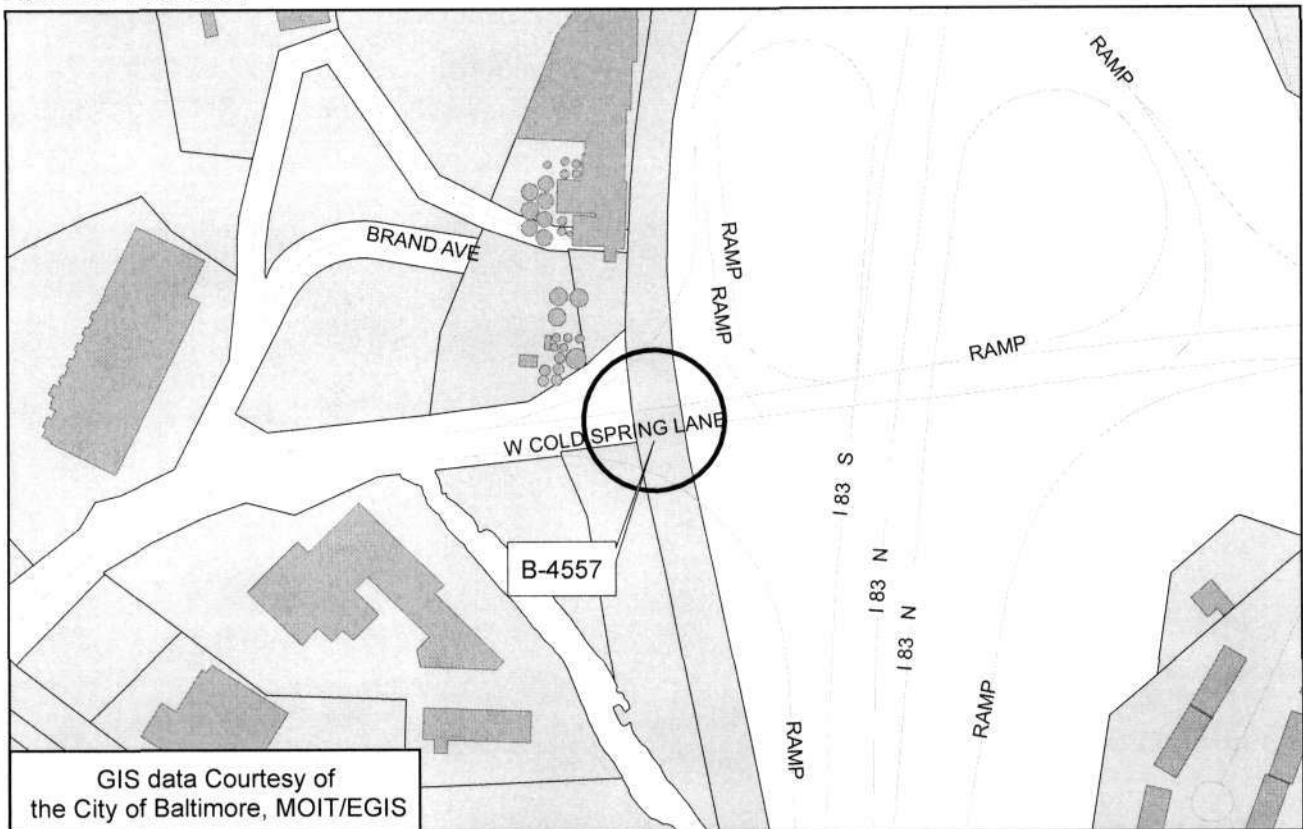 RAMP
BRAND AVE
RAMP
RAMP
RAMP
W COLD SPRING LANE
I 83 S
B-4557
I 83 N
I 83 N
RAMP
RAMP
GIS data Courtesy of
the City of Baltimore, MOIT/EGIS